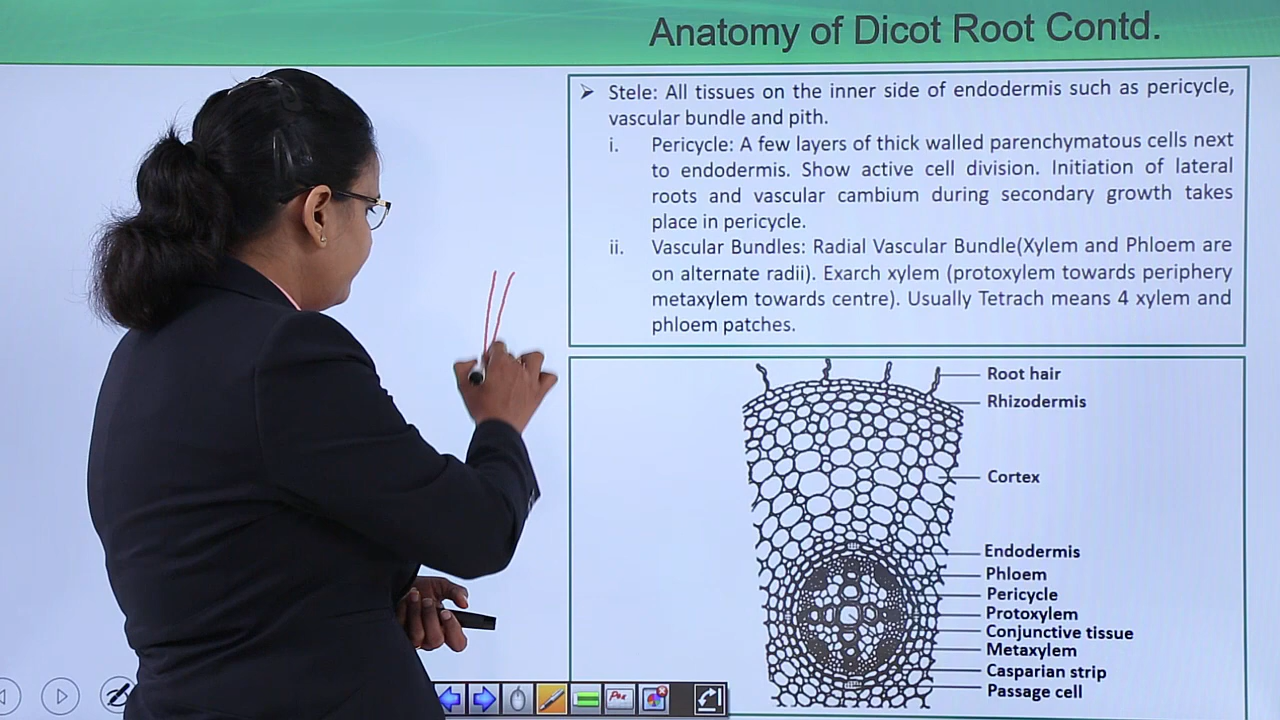 Anatomy of Dicot Root Contd.
➤ Stele: All tissues on the inner side of endodermis such as pericycle,
vascular bundle and pith.
i. Pericycle: A few layers of thick walled parenchymatous cells next
to endodermis. Show active cell division. Initiation of lateral
roots and vascular cambium during secondary growth takes
place in pericycle.
ii. Vascular Bundles: Radial Vascular Bundle(Xylem and Phloem are
on alternate radii). Exarch xylem (protoxylem towards periphery
metaxylem towards centre). Usually Tetrach means 4 xylem and
phloem patches.
Root hair
Rhizodermis
Cortex
Endodermis
Phloem
Pericycle
Protoxylem
Conjunctive tissue
Metaxylem
Casparian strip
Passage cell